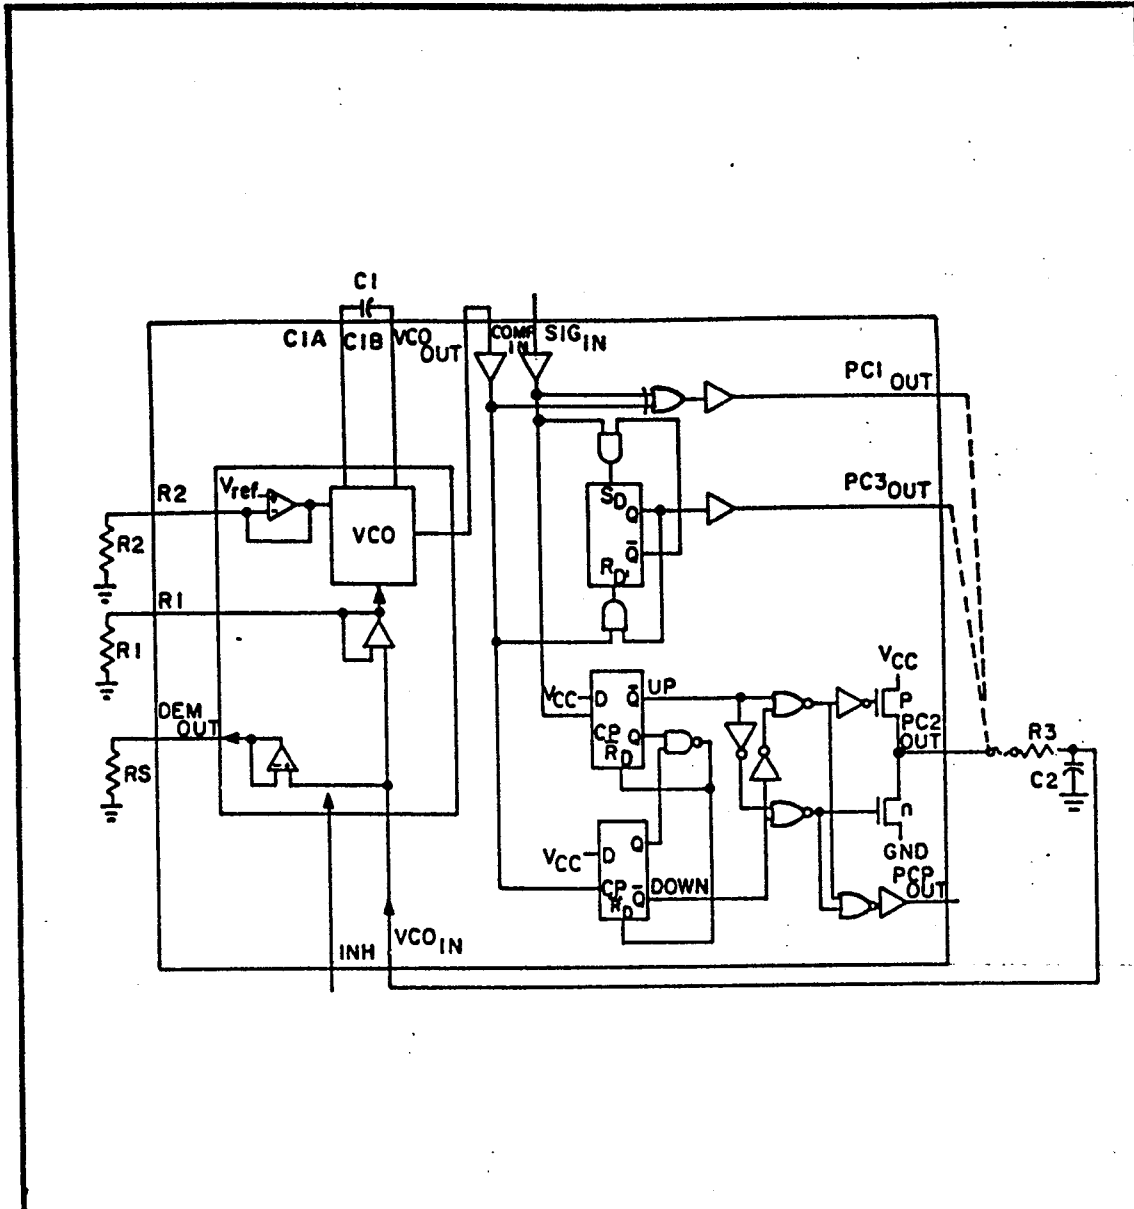 C1
C1A C1B VCO OUT COMP IN SIG IN
PC1 OUT
R2 Vref + -
S D Q
PC3 OUT
R2 VCO
Q̄
R D'
R1
R1
VCC D Q̄ UP
VCC
P
DEM OUT
CP Q
R̄ D
PC2 OUT
R3
RS
+ -
C2
n
VCC D Q
GND
CP Q̄ DOWN
R D
PCP OUT
INH VCO IN